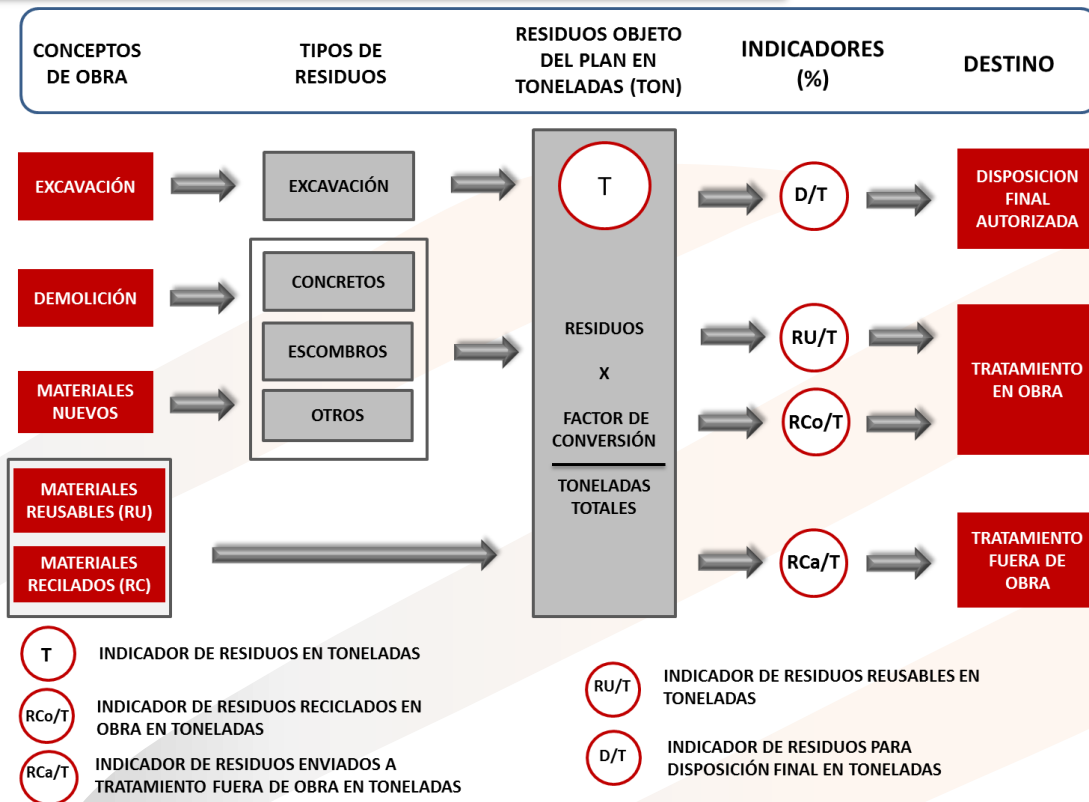 CONCEPTOS
DE OBRA
TIPOS DE
RESIDUOS
RESIDUOS OBJETO
DEL PLAN EN
TONELADAS (TON)
INDICADORES
(%)
DESTINO
EXCAVACIÓN
EXCAVACIÓN
T
D/T
DISPOSICION
FINAL
AUTORIZADA
DEMOLICIÓN
CONCRETOS
ESCOMBROS
OTROS
MATERIALES
NUEVOS
RESIDUOS
X
FACTOR DE
CONVERSIÓN
TONELADAS
TOTALES
RU/T
RCo/T
TRATAMIENTO
EN OBRA
MATERIALES
REUSABLES (RU)
MATERIALES
RECILADOS (RC)
RCa/T
TRATAMIENTO
FUERA DE
OBRA
T
INDICADOR DE RESIDUOS EN TONELADAS
RCo/T
INDICADOR DE RESIDUOS RECICLADOS EN
OBRA EN TONELADAS
RCa/T
INDICADOR DE RESIDUOS ENVIADOS A
TRATAMIENTO FUERA DE OBRA EN TONELADAS
RU/T
INDICADOR DE RESIDUOS REUSABLES EN
TONELADAS
D/T
INDICADOR DE RESIDUOS PARA
DISPOSICIÓN FINAL EN TONELADAS